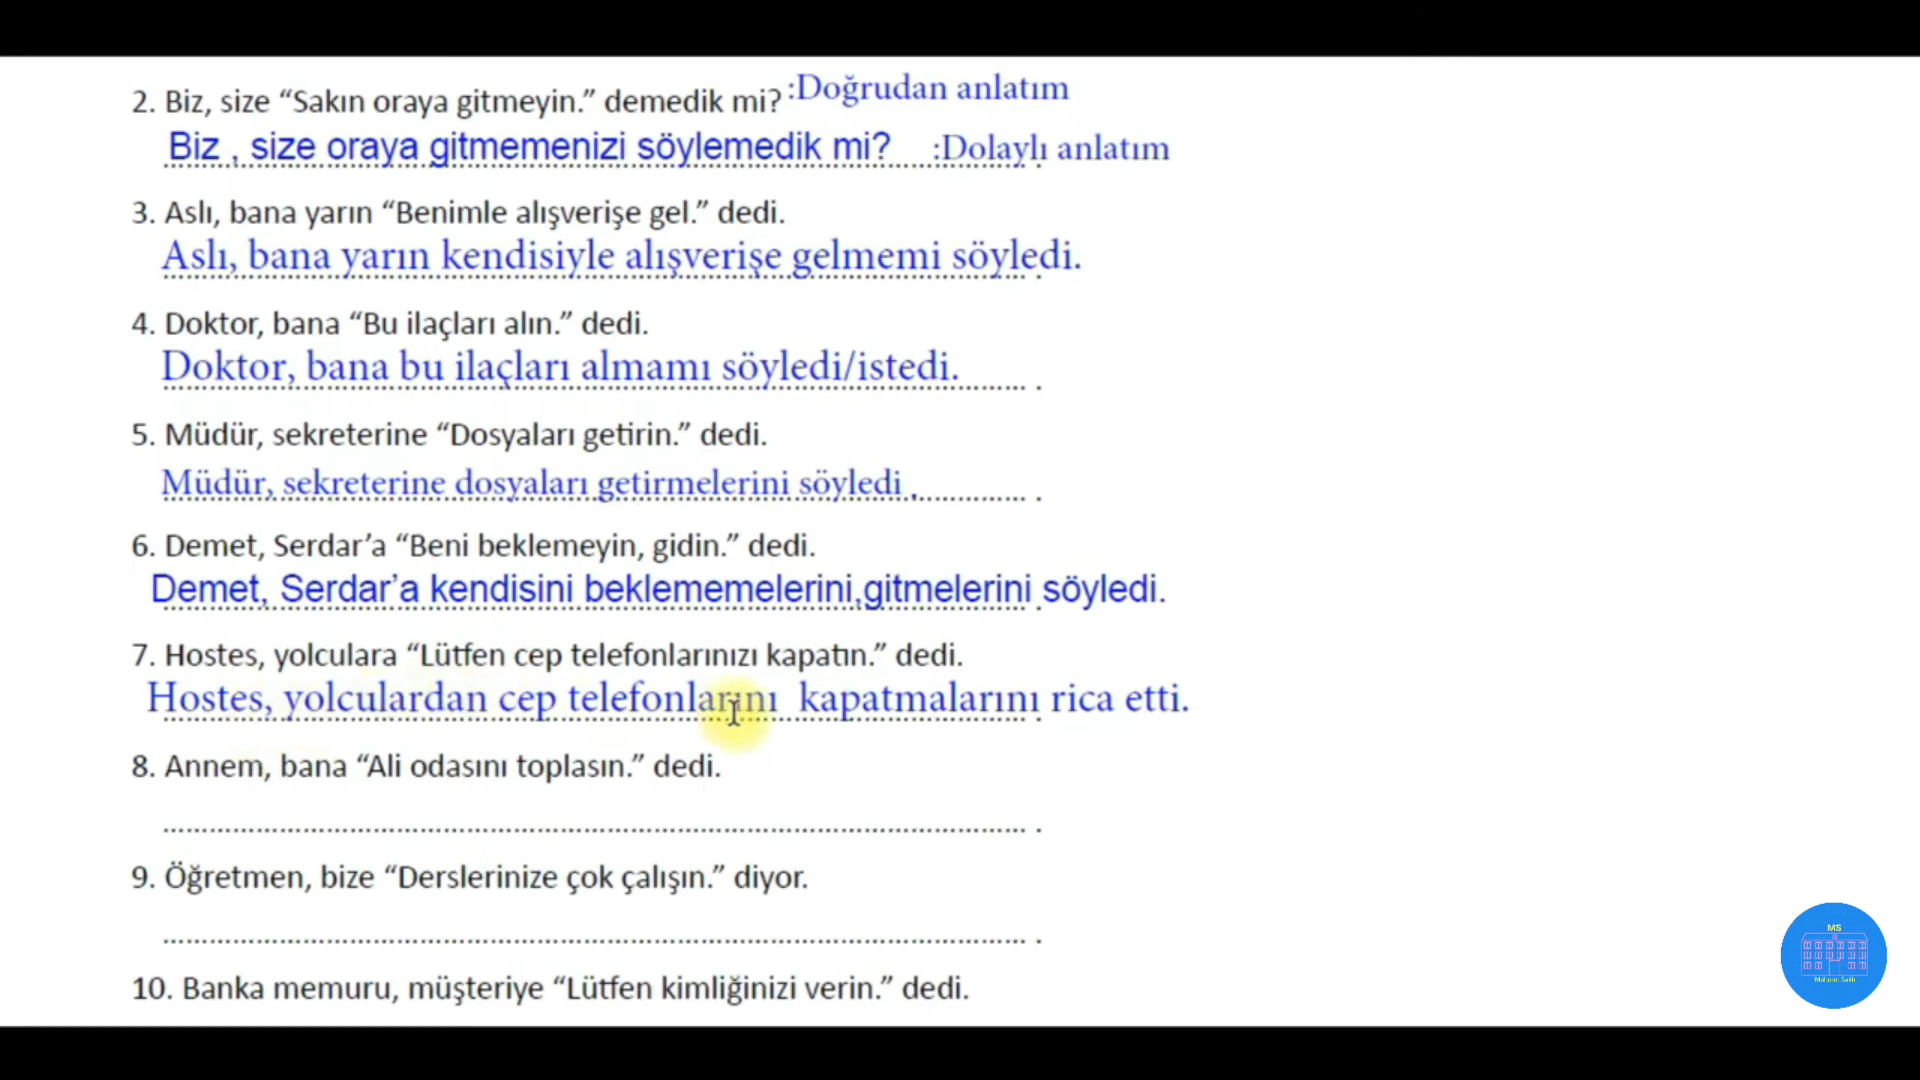 2. Biz, size “Sakın oraya gitmeyin.” demedik mi? :Doğrudan anlatım
Biz , size oraya gitmemenizi söylemedik mi? :Dolaylı anlatım
3. Aslı, bana yarın “Benimle alışverişe gel.” dedi.
Aslı, bana yarın kendisiyle alışverişe gelmemi söyledi.
4. Doktor, bana “Bu ilaçları alın.” dedi.
Doktor, bana bu ilaçları almamı söyledi/istedi.
5. Müdür, sekreterine “Dosyaları getirin.” dedi.
Müdür, sekreterine dosyaları getirmelerini söyledi .
6. Demet, Serdar’a “Beni beklemeyin, gidin.” dedi.
Demet, Serdar’a kendisini beklememelerini,gitmelerini söyledi.
7. Hostes, yolculara “Lütfen cep telefonlarınızı kapatın.” dedi.
Hostes, yolculardan cep telefonlarını kapatmalarını rica etti.
8. Annem, bana “Ali odasını toplasın.” dedi.
9. Öğretmen, bize “Derslerinize çok çalışın.” diyor.
10. Banka memuru, müşteriye “Lütfen kimliğinizi verin.” dedi.
MS